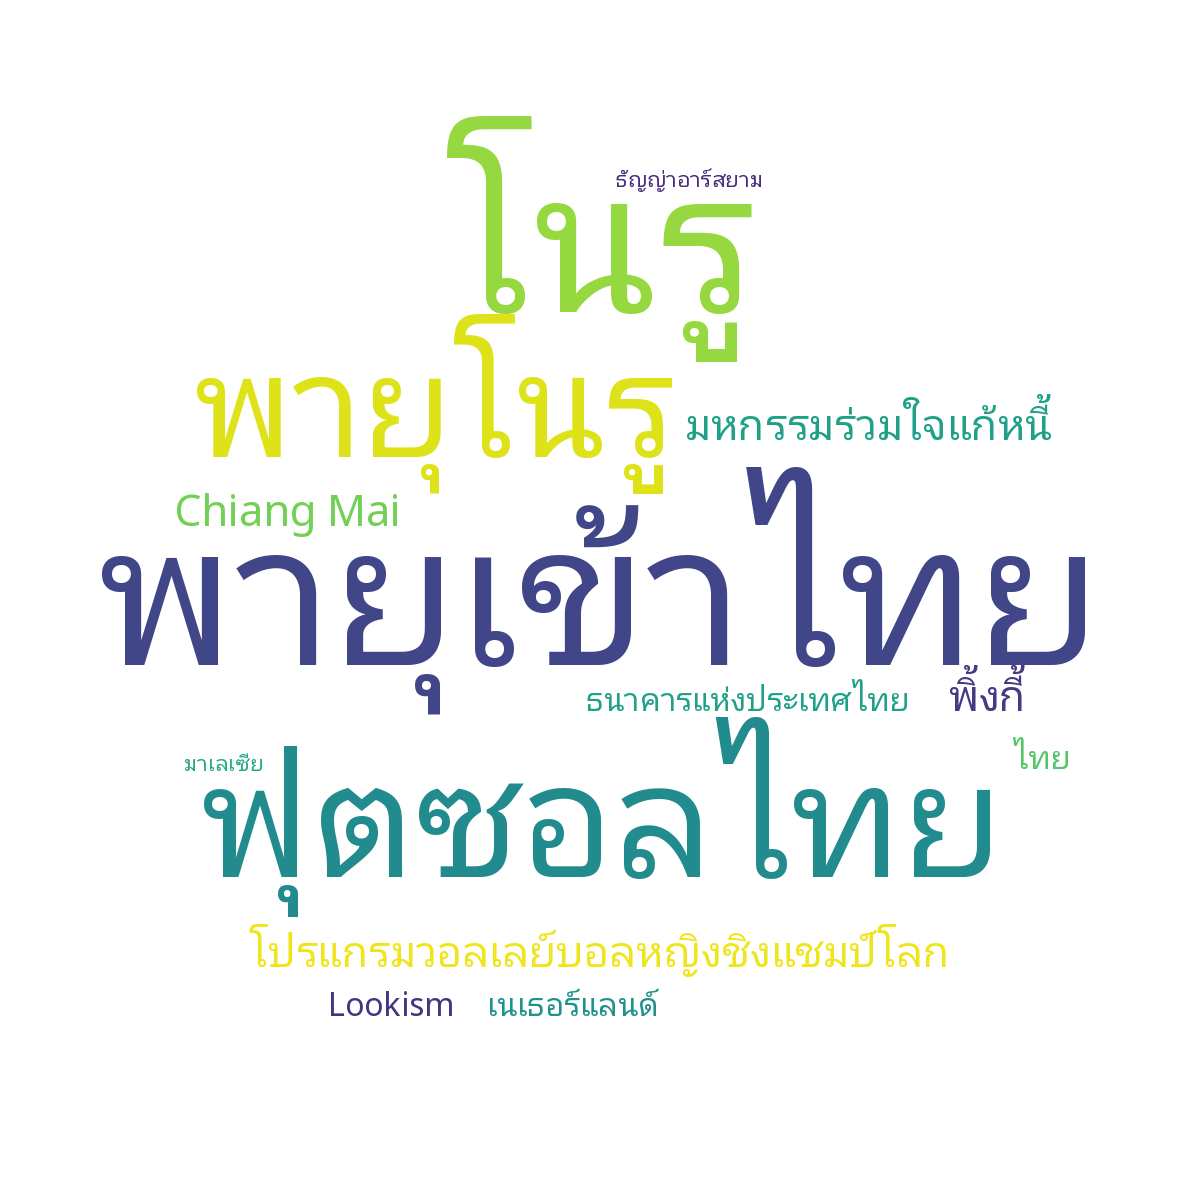 ธัญญ่าอาร์สยาม
โนรู
พายุโนรู
มหกรรมร่วมใจแก้หนี้
Chiang Mai
พายุเข้าไทย
ธนาคารแห่งประเทศไทย
พิ้งกี้
มาเลเซีย
ไทย
ฟุตซอลไทย
โปรแกรมวอลเลย์บอลหญิงชิงแชมป์โลก
Lookism
เนเธอร์แลนด์